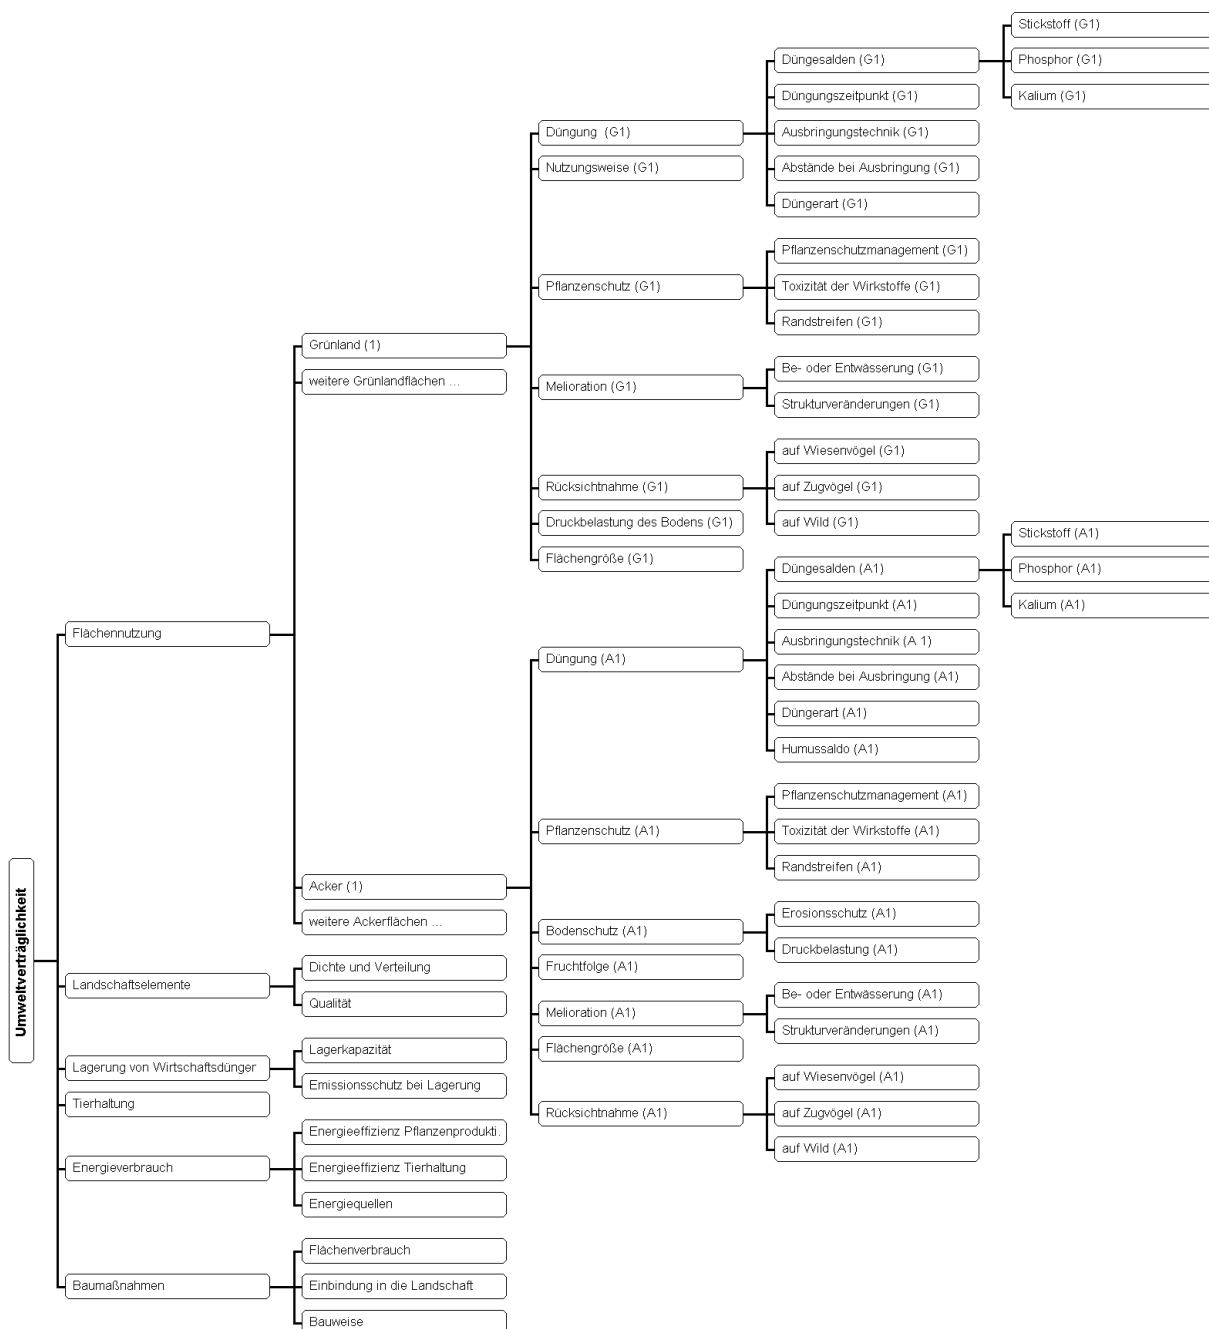 Umweltverträglichkeit
Flächennutzung
Grünland (1)
Düngung  (G1)
Düngesalden (G1)
Stickstoff (G1)
Phosphor (G1)
Kalium (G1)
Düngungszeitpunkt (G1)
Ausbringungstechnik (G1)
Abstände bei Ausbringung (G1)
Düngerart (G1)
Nutzungsweise (G1)
Pflanzenschutz (G1)
Pflanzenschutzmanagement (G1)
Toxizität der Wirkstoffe (G1)
Randstreifen (G1)
Melioration (G1)
Be- oder Entwässerung (G1)
Strukturveränderungen (G1)
Rücksichtnahme (G1)
auf Wiesenvögel (G1)
auf Zugvögel (G1)
auf Wild (G1)
Druckbelastung des Bodens (G1)
Flächengröße (G1)
weitere Grünlandflächen ...
Acker (1)
Düngung (A1)
Düngesalden (A1)
Stickstoff (A1)
Phosphor (A1)
Kalium (A1)
Düngungszeitpunkt (A1)
Ausbringungstechnik (A 1)
Abstände bei Ausbringung (A1)
Düngerart (A1)
Humussaldo (A1)
Pflanzenschutz (A1)
Pflanzenschutzmanagement (A1)
Toxizität der Wirkstoffe (A1)
Randstreifen (A1)
Bodenschutz (A1)
Erosionsschutz (A1)
Druckbelastung (A1)
Fruchtfolge (A1)
Melioration (A1)
Be- oder Entwässerung (A1)
Strukturveränderungen (A1)
Flächengröße (A1)
Rücksichtnahme (A1)
auf Wiesenvögel (A1)
auf Zugvögel (A1)
auf Wild (A1)
weitere Ackerflächen ...
Landschaftselemente
Dichte und Verteilung
Qualität
Lagerung von Wirtschaftsdünger
Lagerkapazität
Emissionsschutz bei Lagerung
Tierhaltung
Energieverbrauch
Energieeffizienz Pflanzenprodukti.
Energieeffizienz Tierhaltung
Energiequellen
Baumaßnahmen
Flächenverbrauch
Einbindung in die Landschaft
Bauweise